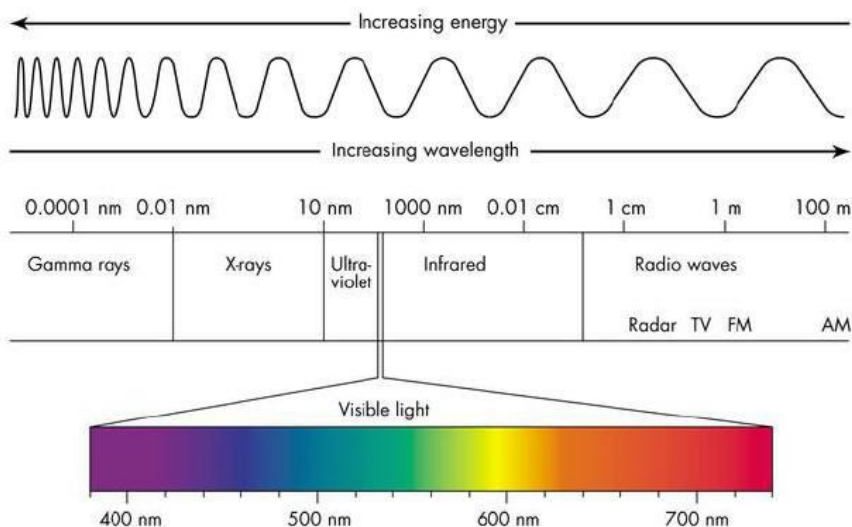 Increasing energy
Increasing wavelength
0.0001 nm 0.01 nm 10 nm 1000 nm 0.01 cm 1 cm 1 m 100 m
Gamma rays X-rays Ultra- Infrared Radio waves
violet
Radar TV FM AM
Visible light
400 nm 500 nm 600 nm 700 nm